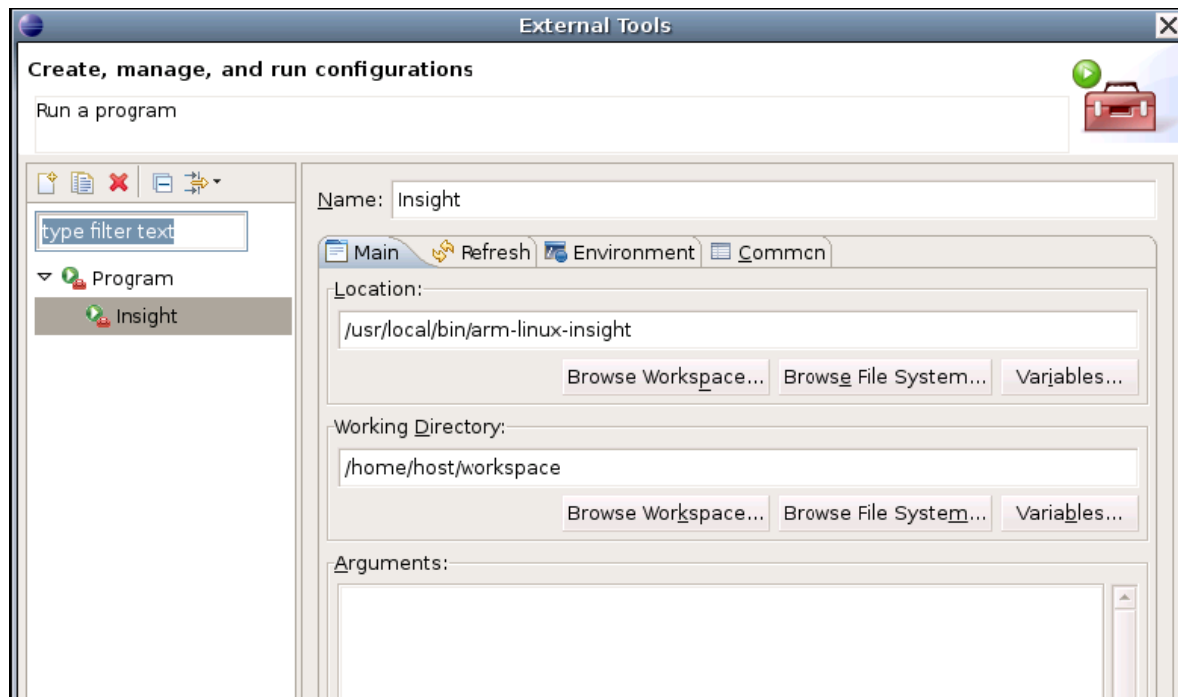 External Tools
Create, manage, and run configurations
Run a program
type filter text
Program
Insight
Name: Insight
Main Refresh Environment Common
Location:
/usr/local/bin/arm-linux-insight
Browse Workspace... Browse File System... Variables...
Working Directory:
/home/host/workspace
Browse Workspace... Browse File System... Variables...
Arguments: